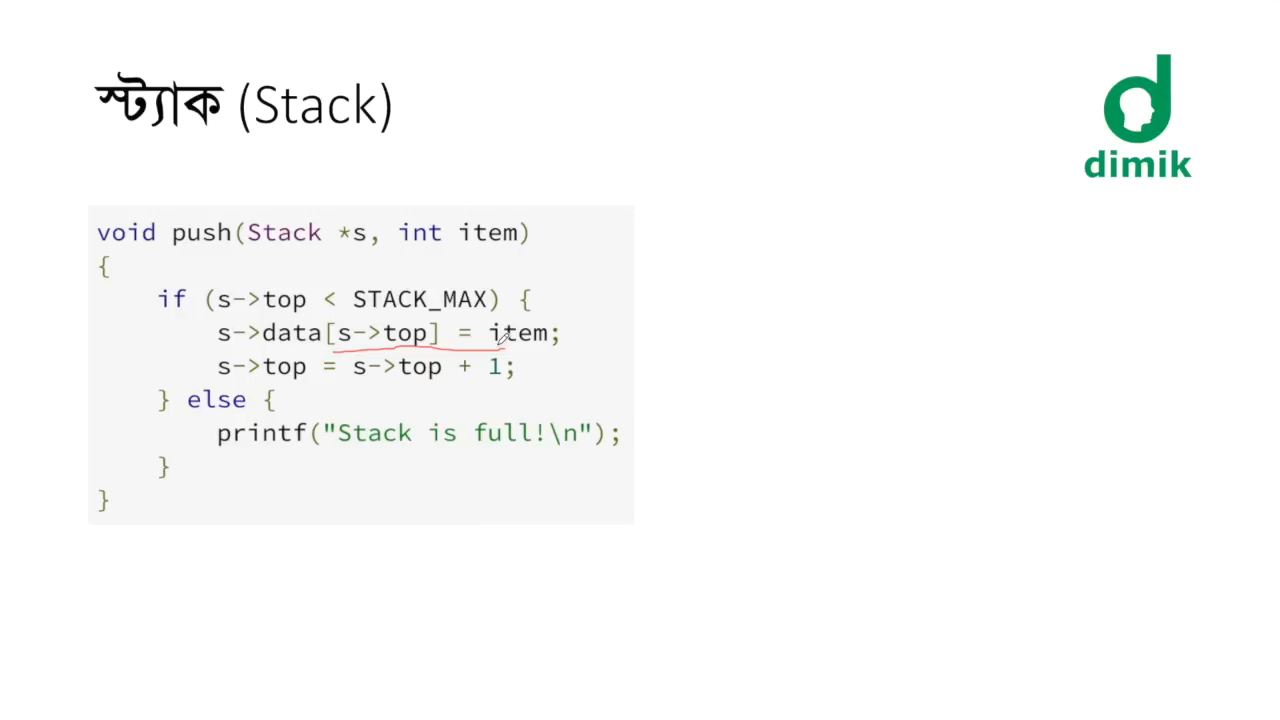 স্ট্যাক (Stack)
dimik
void push(Stack *s, int item)
{
    if (s->top < STACK_MAX) {
        s->data[s->top] = item;
        s->top = s->top + 1;
    } else {
        printf("Stack is full!\n");
    }
}